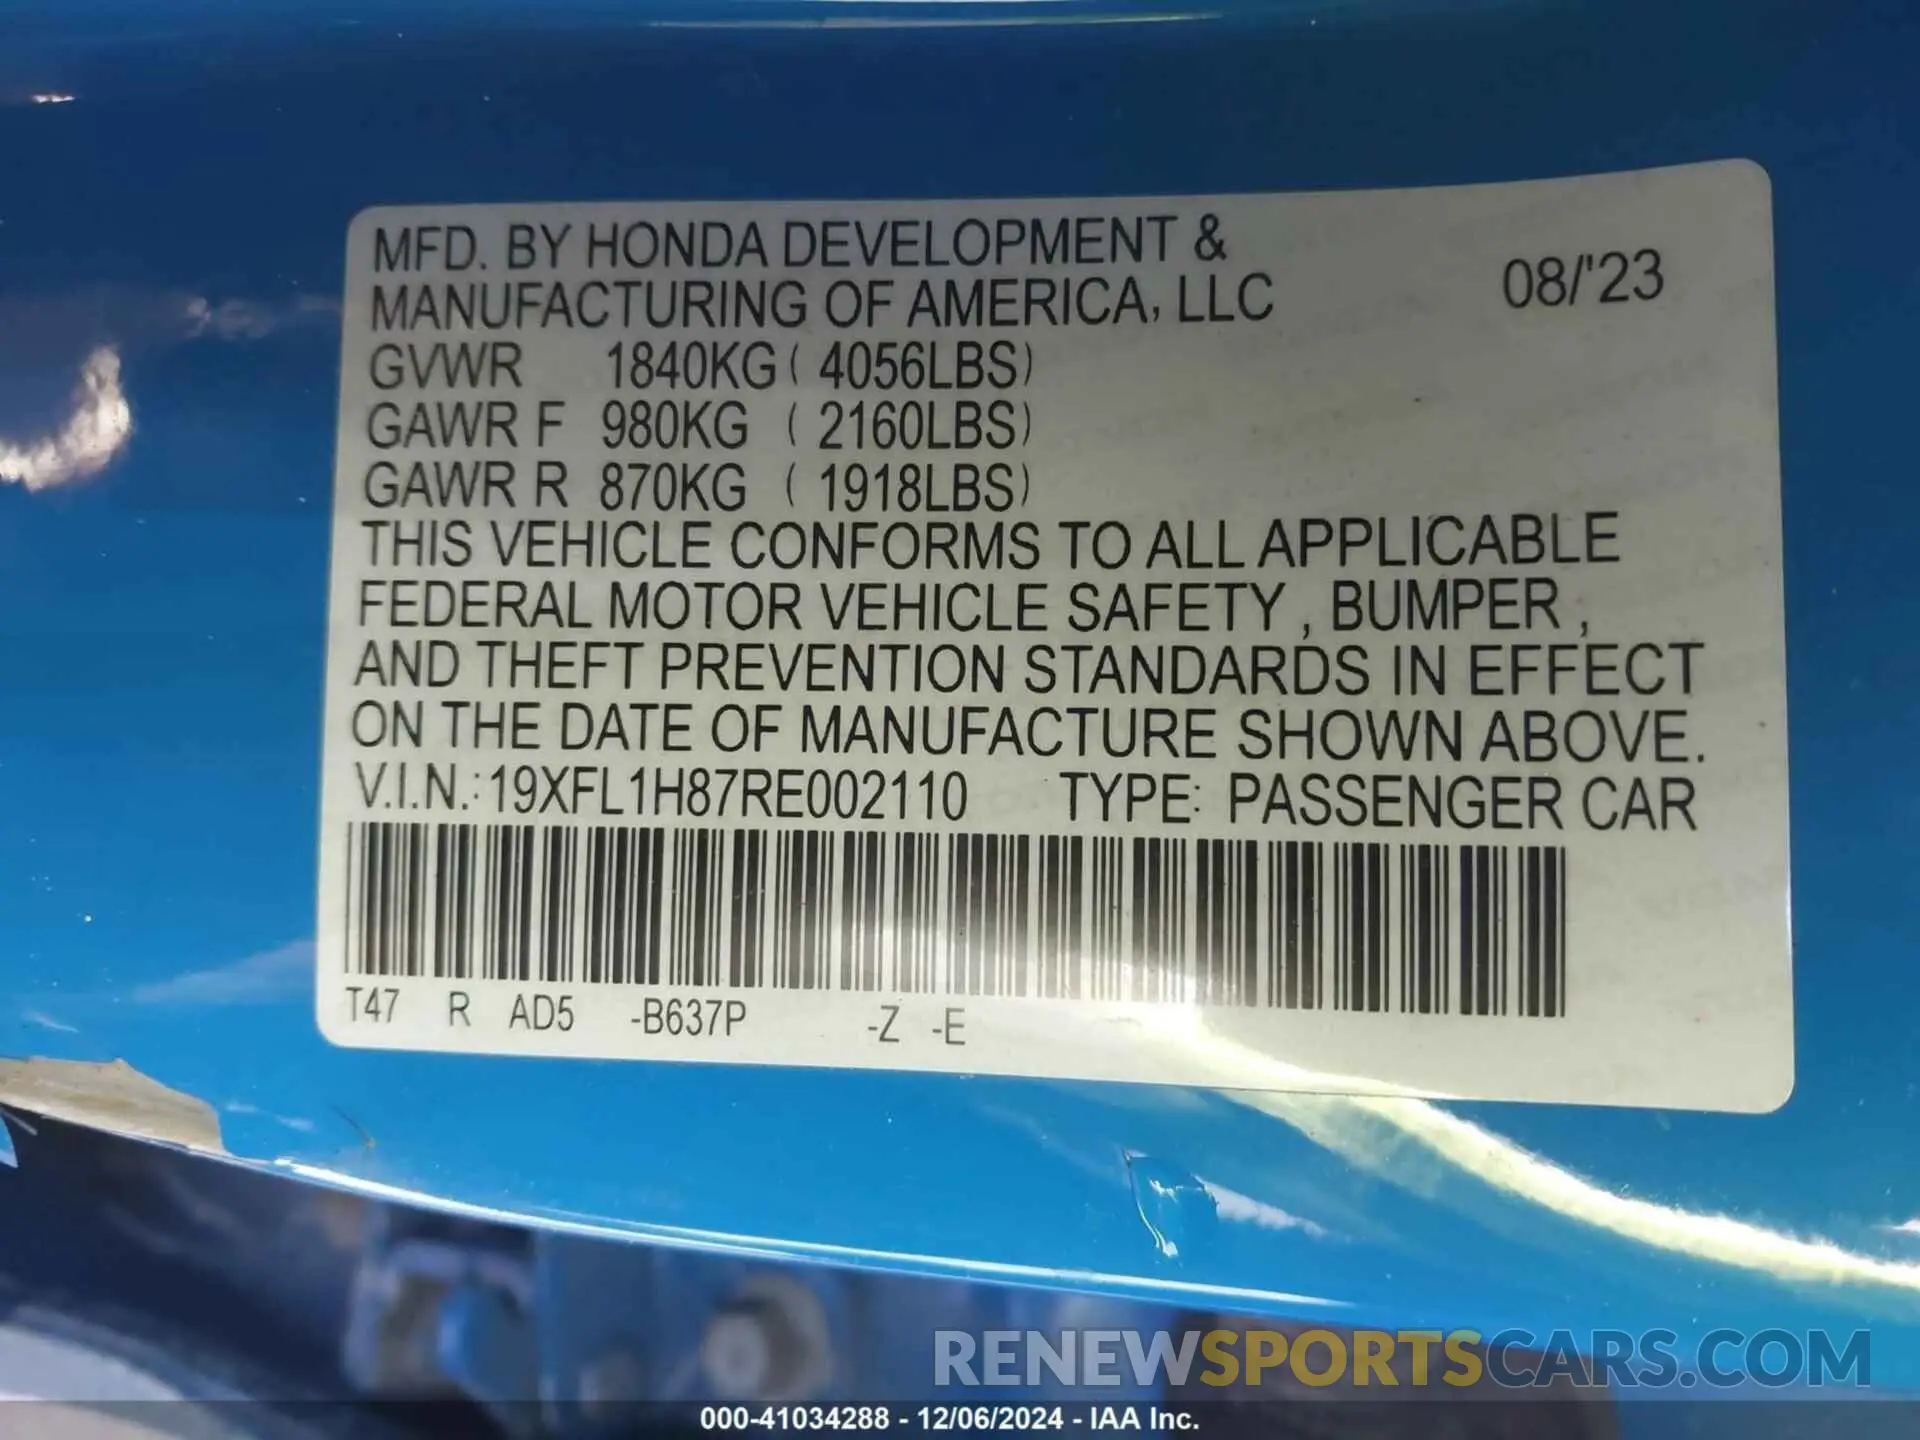 MFD. BY HONDA DEVELOPMENT &
MANUFACTURING OF AMERICA, LLC 08/'23
GVWR 1840KG ( 4056LBS)
GAWR F 980KG ( 2160LBS)
GAWR R 870KG ( 1918LBS)
THIS VEHICLE CONFORMS TO ALL APPLICABLE
FEDERAL MOTOR VEHICLE SAFETY , BUMPER ,
AND THEFT PREVENTION STANDARDS IN EFFECT
ON THE DATE OF MANUFACTURE SHOWN ABOVE.
V.I.N.: 19XFL1H87RE002110 TYPE: PASSENGER CAR
T47 R AD5 -B637P -Z -E
RENEWSPORTSCARS.COM
000-41034288 - 12/06/2024 - IAA Inc.